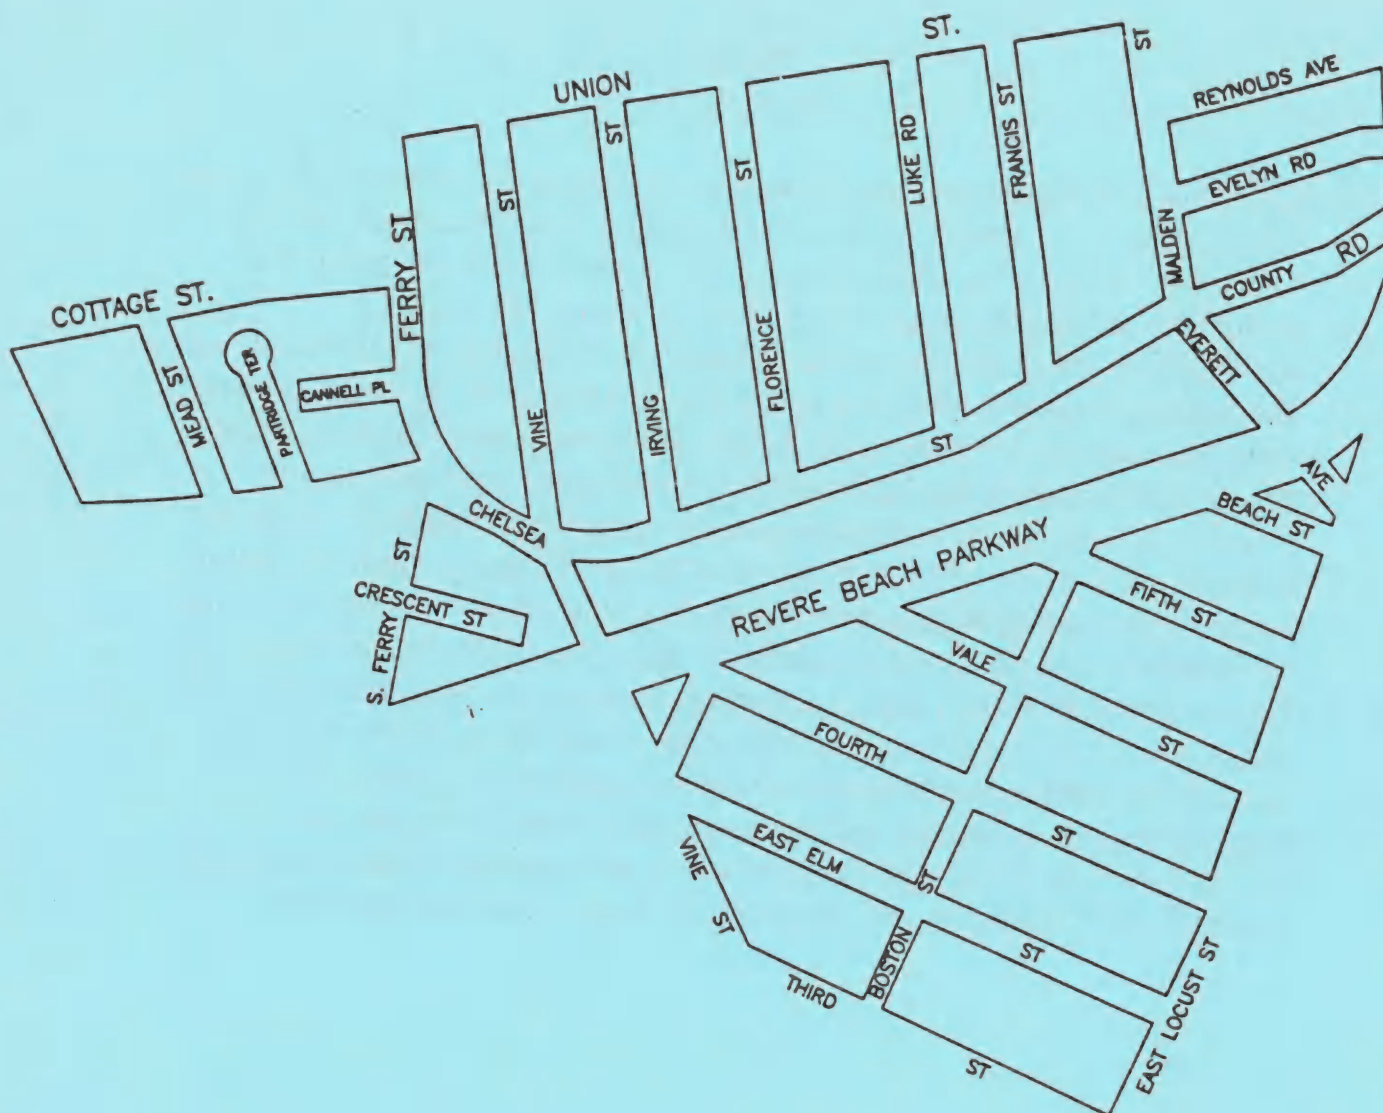 ST.
UNION
ST
REYNOLDS AVE
ST
ST
ST
LUKE RD
FRANCIS ST
EVELYN RD
FERRY ST
MALDEN
COUNTY RD
COTTAGE ST.
MEAD ST
PARTRIDGE TER
CANNELL PL
VINE
IRVING
FLORENCE
EVERETT
ST
AVE
BEACH ST
CHELSEA
ST
CRESCENT ST
S. FERRY
REVERE BEACH PARKWAY
FIFTH ST
VALE
ST
FOURTH
ST
EAST ELM
ST
VINE
ST
BOSTON
ST
THIRD
ST
EAST LOCUST ST